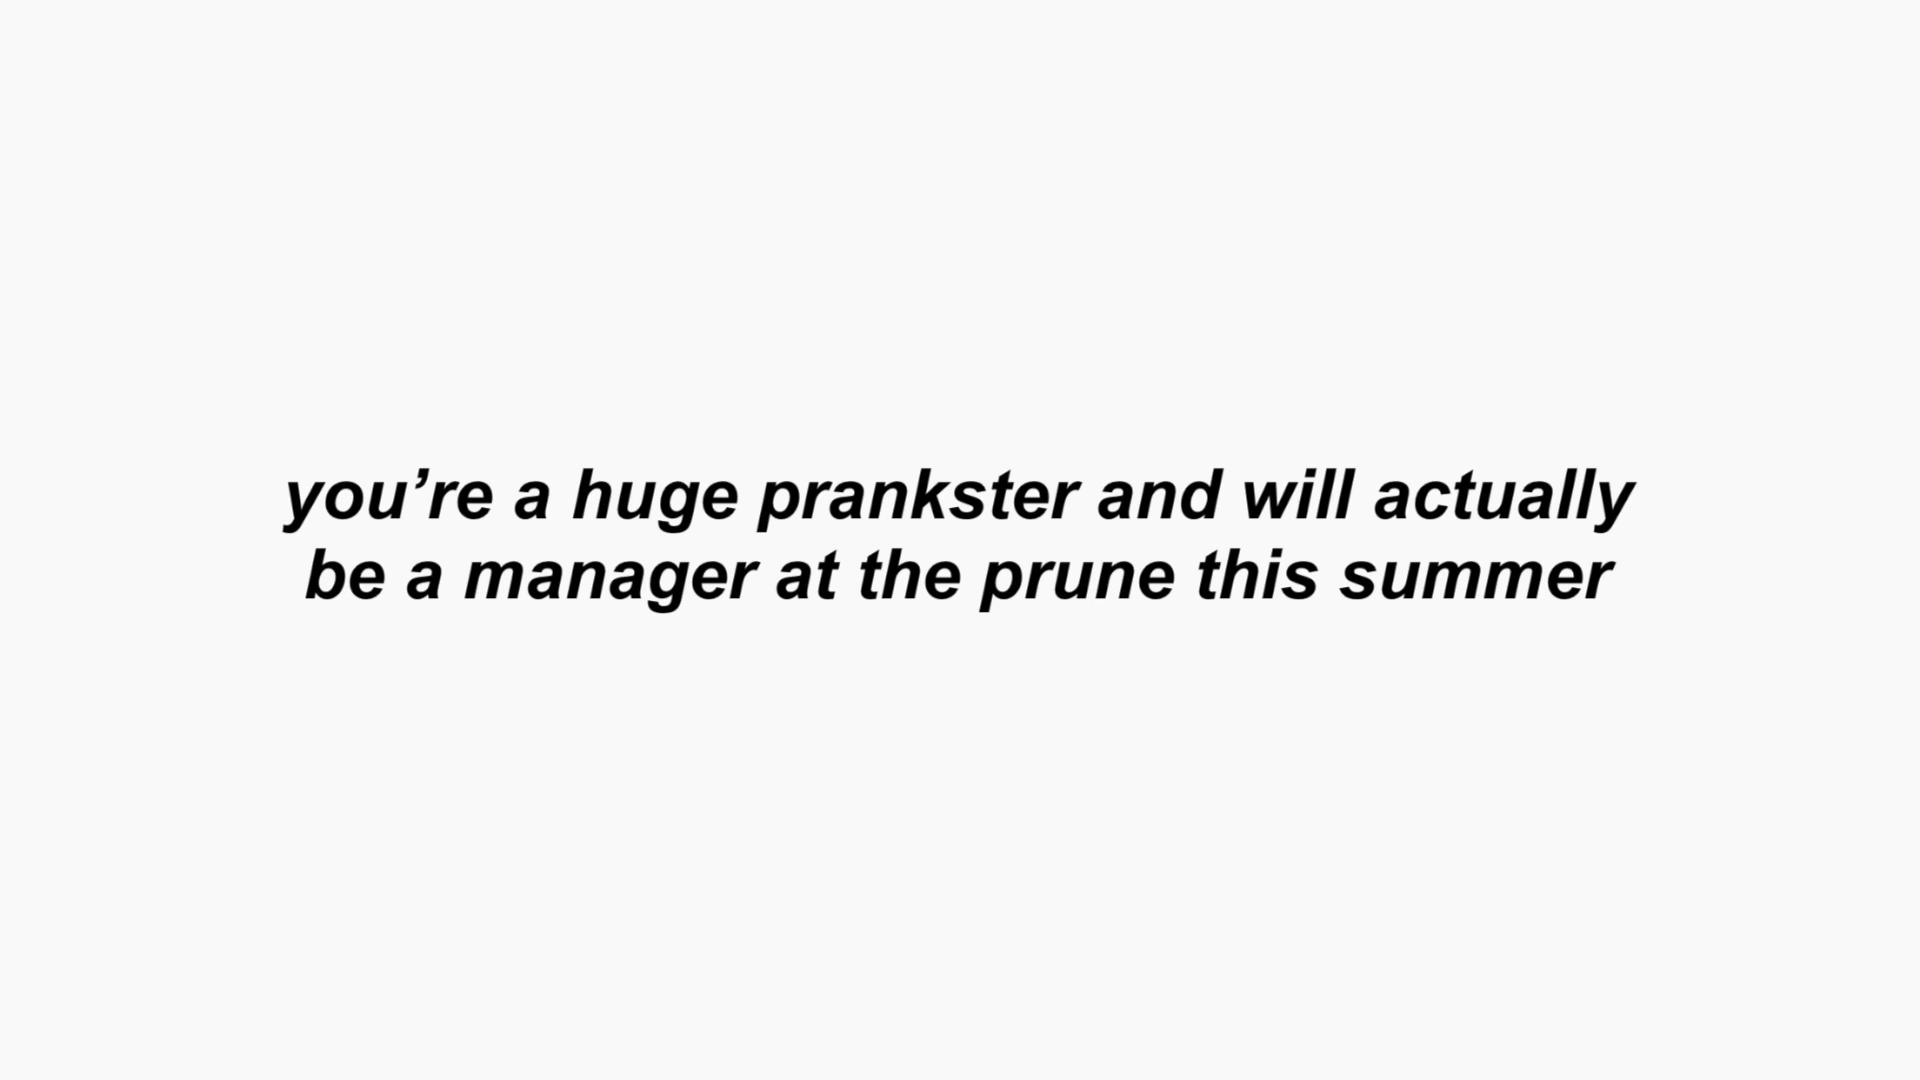 you’re a huge prankster and will actually
be a manager at the prune this summer